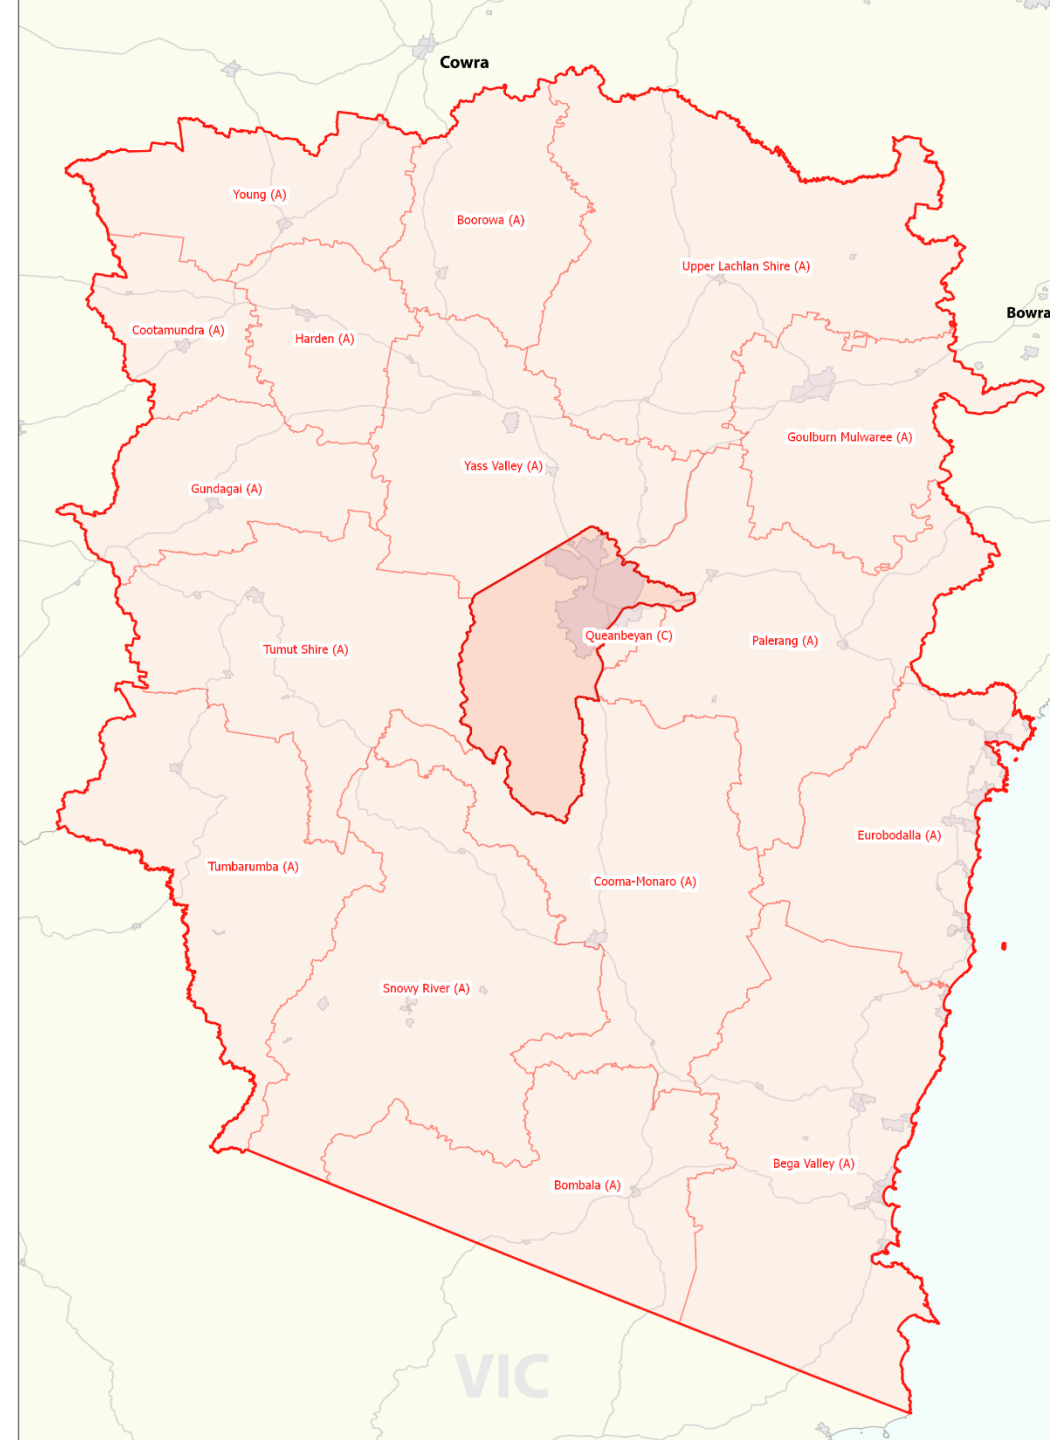 Cowra
Young (A)
Boorowa (A)
Upper Lachlan Shire (A)
Bowra
Cootamundra (A)
Harden (A)
Goulburn Mulwaree (A)
Yass Valley (A)
Gundagai (A)
Queanbeyan (C)
Palerang (A)
Tumut Shire (A)
Eurobodalla (A)
Tumbarumba (A)
Cooma-Monaro (A)
Snowy River (A)
Bega Valley (A)
Bombala (A)
VIC